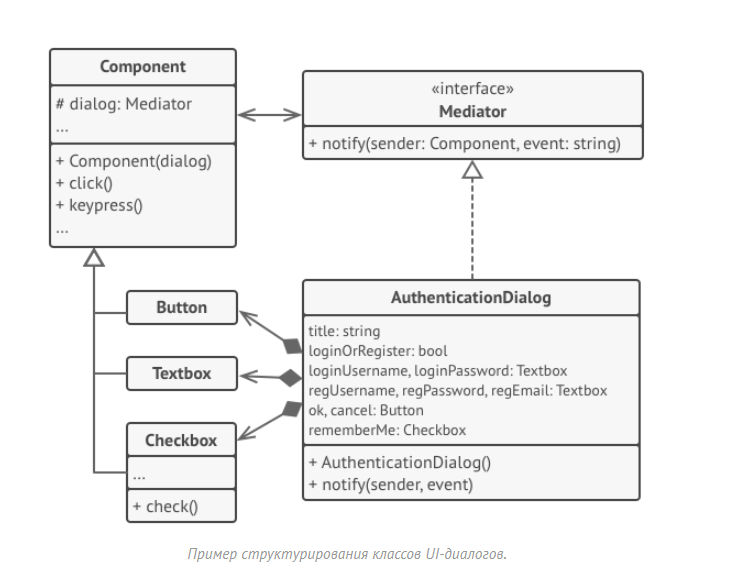 Component
# dialog: Mediator
...
+ Component(dialog)
+ click()
+ keypress()
...
«interface»
Mediator
+ notify(sender: Component, event: string)
Button
Textbox
Checkbox
...
+ check()
AuthenticationDialog
title: string
loginOrRegister: bool
loginUsername, loginPassword: Textbox
regUsername, regPassword, regEmail: Textbox
ok, cancel: Button
rememberMe: Checkbox
+ AuthenticationDialog()
+ notify(sender, event)
Пример структурирования классов UI-диалогов.